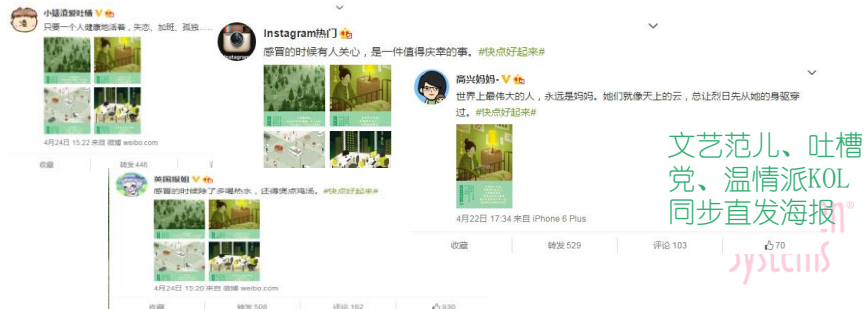 小矮渣爱吐槽
只要一个人健康地活着，失恋、加班、孤独……
4月24日 15:22 来自 微博 weibo.com
收藏
转发 446
Instagram热门
感冒的时候有人关心，是一件值得庆幸的事。#快点好起来#
Instagram
高兴妈妈-
世界上最伟大的人，永远是妈妈。她们就像天上的云，总让烈日先从她的身躯穿
过。#快点好起来#
4月22日 17:34 来自 iPhone 6 Plus
收藏
转发 529
评论 103
70
英国报姐
感冒的时候除了多喝热水，还得煲点鸡汤。#快点好起来#
4月24日 15:20 来自 微博 weibo.com
收藏
转发 508
评论 162
930
文艺范儿、吐槽
党、温情派KOL
同步直发海报
systems